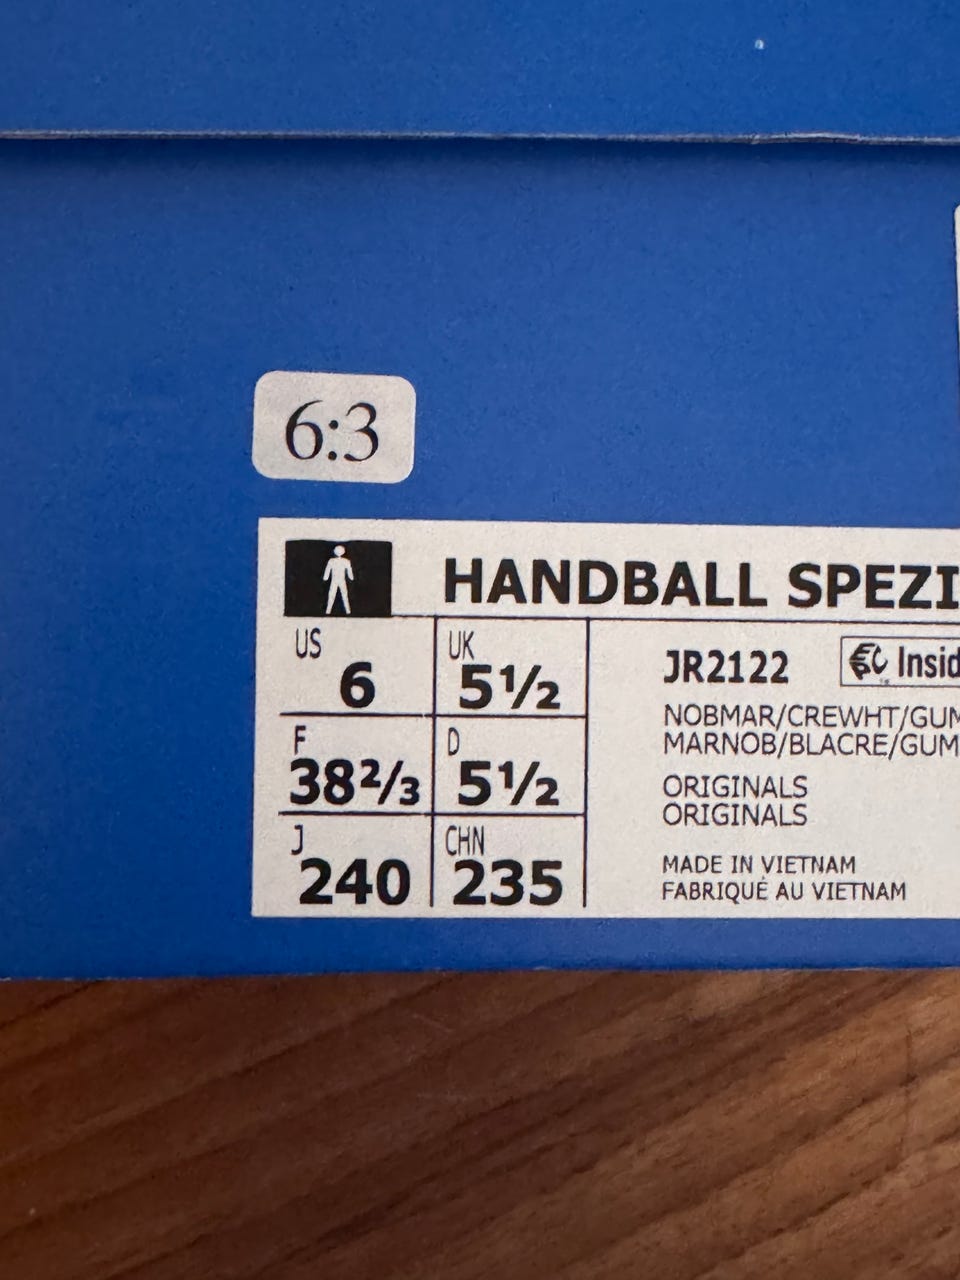 6:3
HANDBALL SPEZI
US 6
UK 5½
F 38⅔
D 5½
J 240
CHN 235
JR2122
Insid
NOBMAR/CREWHT/GUM
MARNOB/BLACRE/GUM
ORIGINALS
ORIGINALS
MADE IN VIETNAM
FABRIQUÉ AU VIETNAM